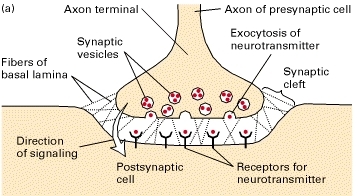 (a)
Axon terminal
Axon of presynaptic cell
Synaptic
vesicles
Exocytosis of
neurotransmitter
Fibers of
basal lamina
Synaptic
cleft
Direction
of signaling
Postsynaptic
cell
Receptors for
neurotransmitter